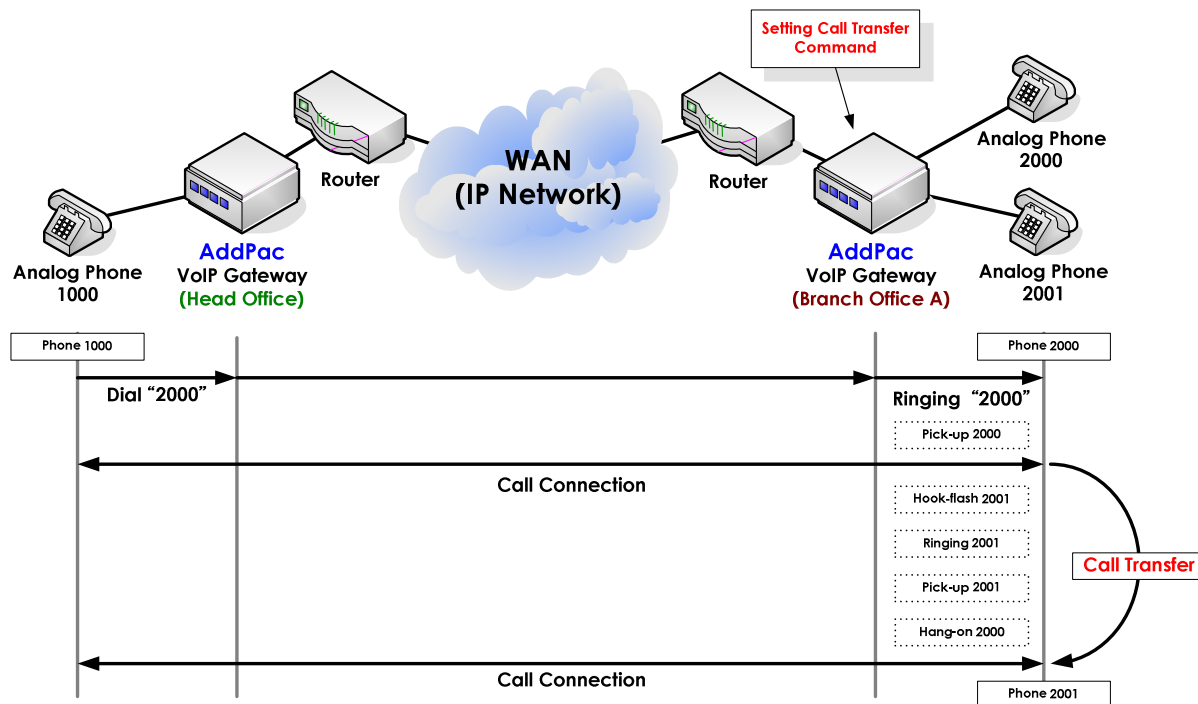 Setting Call Transfer
Command
WAN
(IP Network)
Router
Router
Analog Phone
2000
Analog Phone
1000
AddPac
VoIP Gateway
(Head Office)
AddPac
VoIP Gateway
(Branch Office A)
Analog Phone
2001
Phone 1000
Phone 2000
Dial “2000”
Ringing “2000”
Pick-up 2000
Call Connection
Hook-flash 2001
Ringing 2001
Call Transfer
Pick-up 2001
Hang-on 2000
Call Connection
Phone 2001